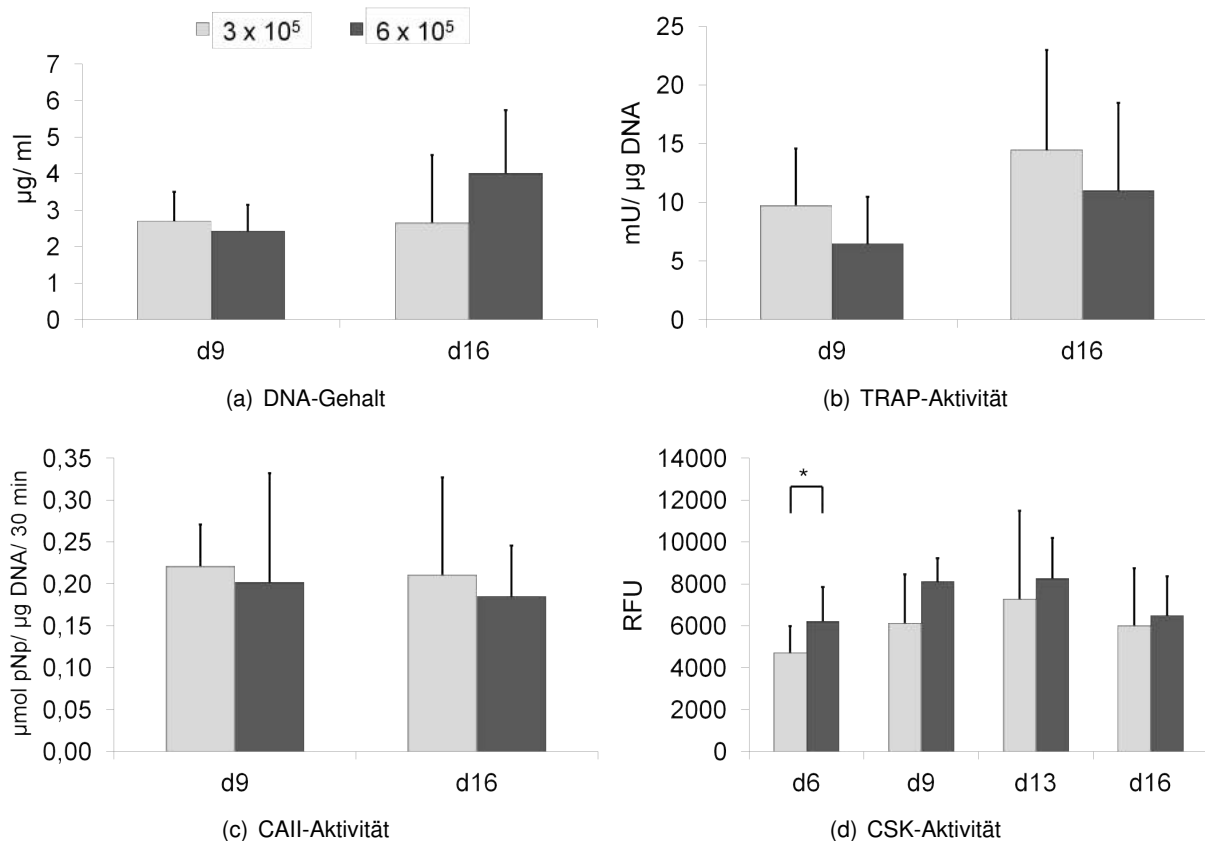 3 x 10⁵ 6 x 10⁵
µg/ ml
7
6
5
4
3
2
1
0
d9 d16
(a) DNA-Gehalt
mU/ µg DNA
25
20
15
10
5
0
d9 d16
(b) TRAP-Aktivität
µmol pNp/ µg DNA/ 30 min
0,35
0,30
0,25
0,20
0,15
0,10
0,05
0,00
d9 d16
(c) CAII-Aktivität
RFU
14000
12000
10000
8000
6000
4000
2000
0
*
d6 d9 d13 d16
(d) CSK-Aktivität